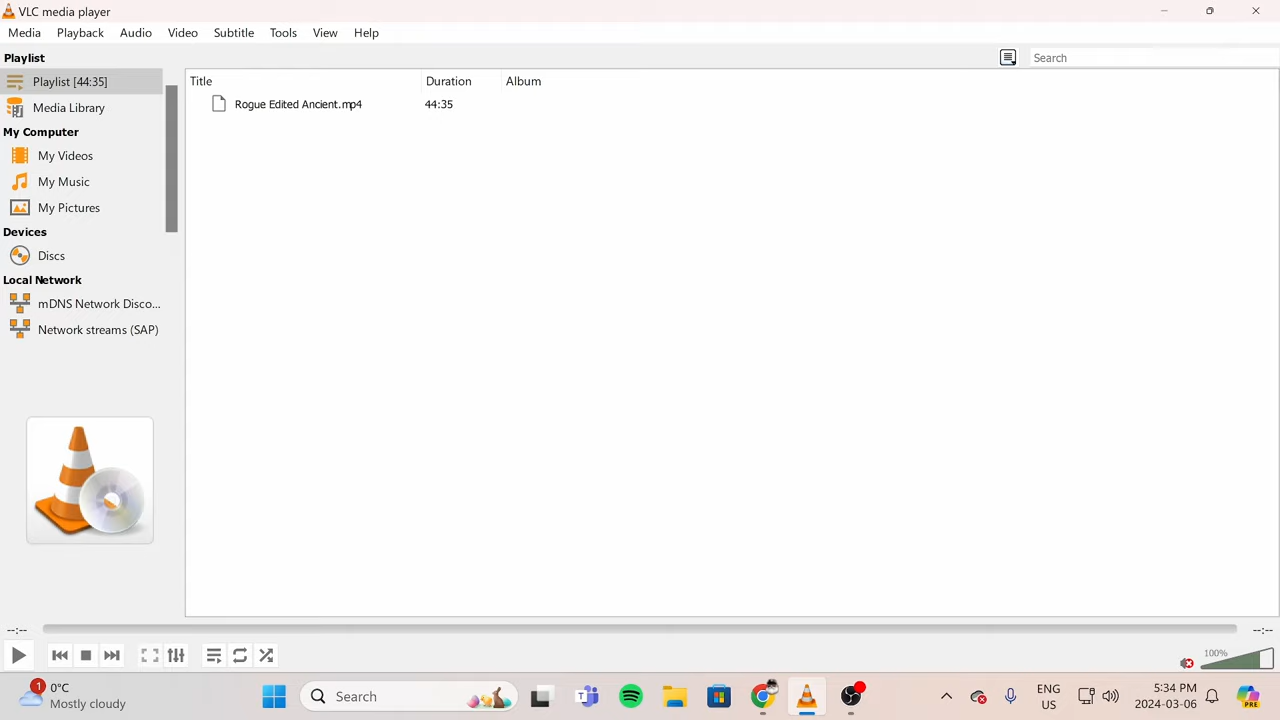 VLC media player
Media Playback Audio Video Subtitle Tools View Help
Playlist
Search
Playlist [44:35]
Media Library
My Computer
My Videos
My Music
My Pictures
Devices
Discs
Local Network
mDNS Network Disco...
Network streams (SAP)
Title Duration Album
Rogue Edited Ancient.mp4 44:35
--:-- --:--
100%
1
0°C
Mostly cloudy
Search
ENG
US
5:34 PM
2024-03-06
PRE